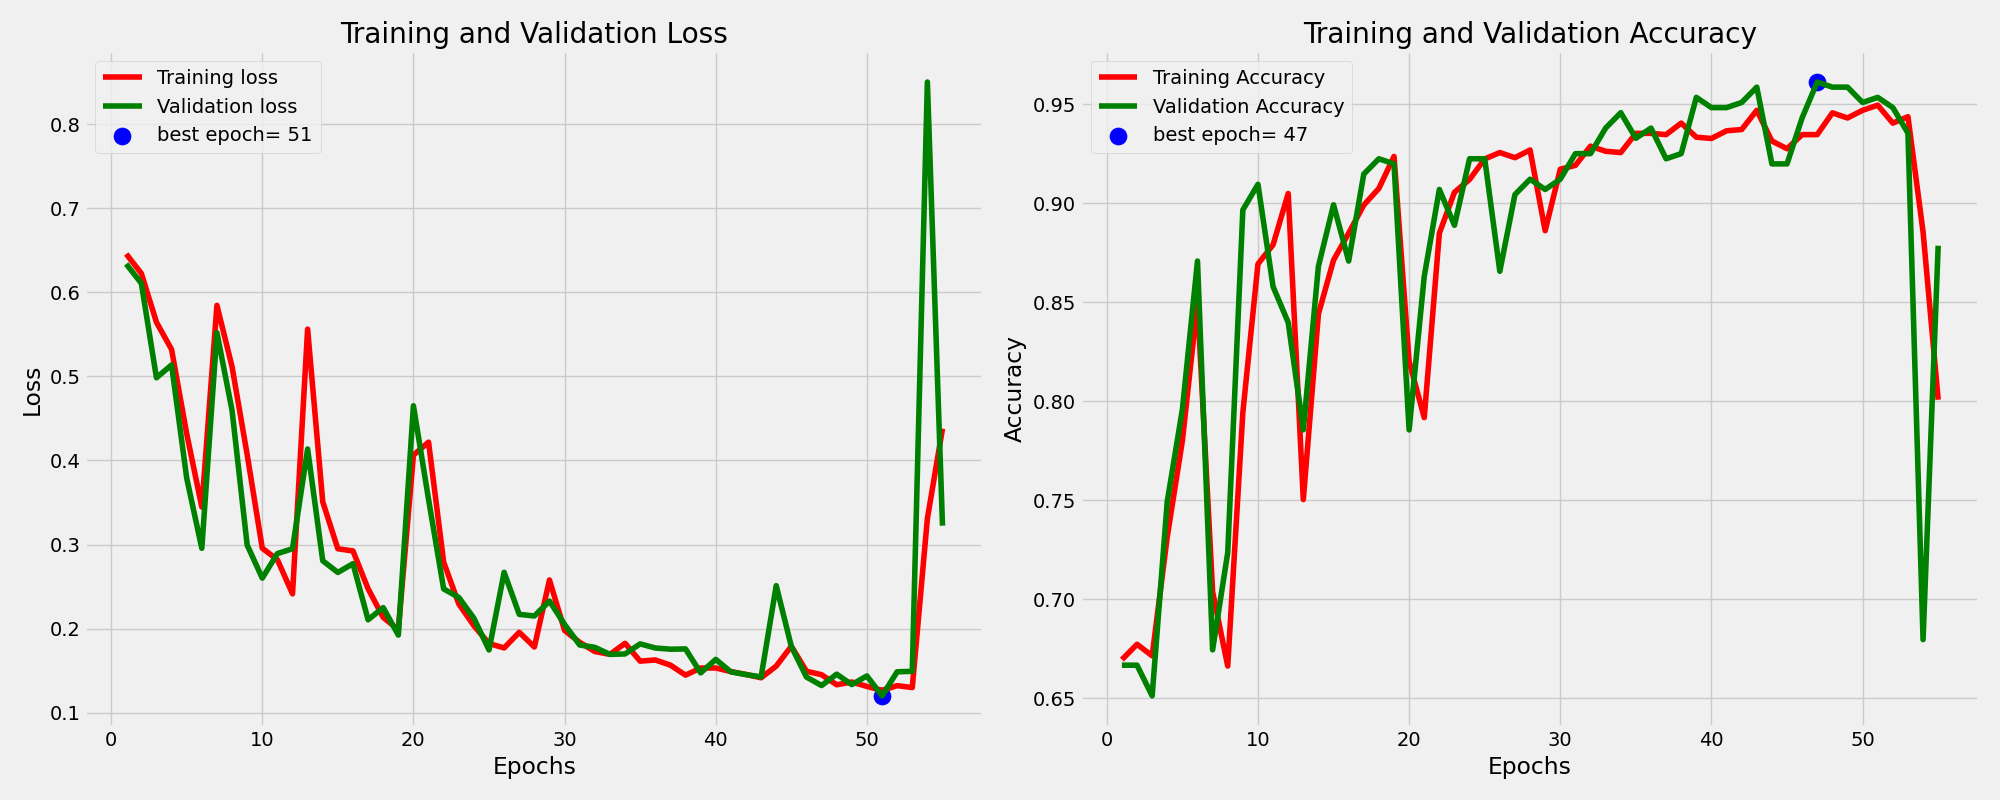 Training and Validation Loss
Training loss
Validation loss
best epoch= 51
Loss
0.8
0.7
0.6
0.5
0.4
0.3
0.2
0.1
0
10
20
30
40
50
Epochs
Training and Validation Accuracy
Training Accuracy
Validation Accuracy
best epoch= 47
Accuracy
0.95
0.90
0.85
0.80
0.75
0.70
0.65
0
10
20
30
40
50
Epochs